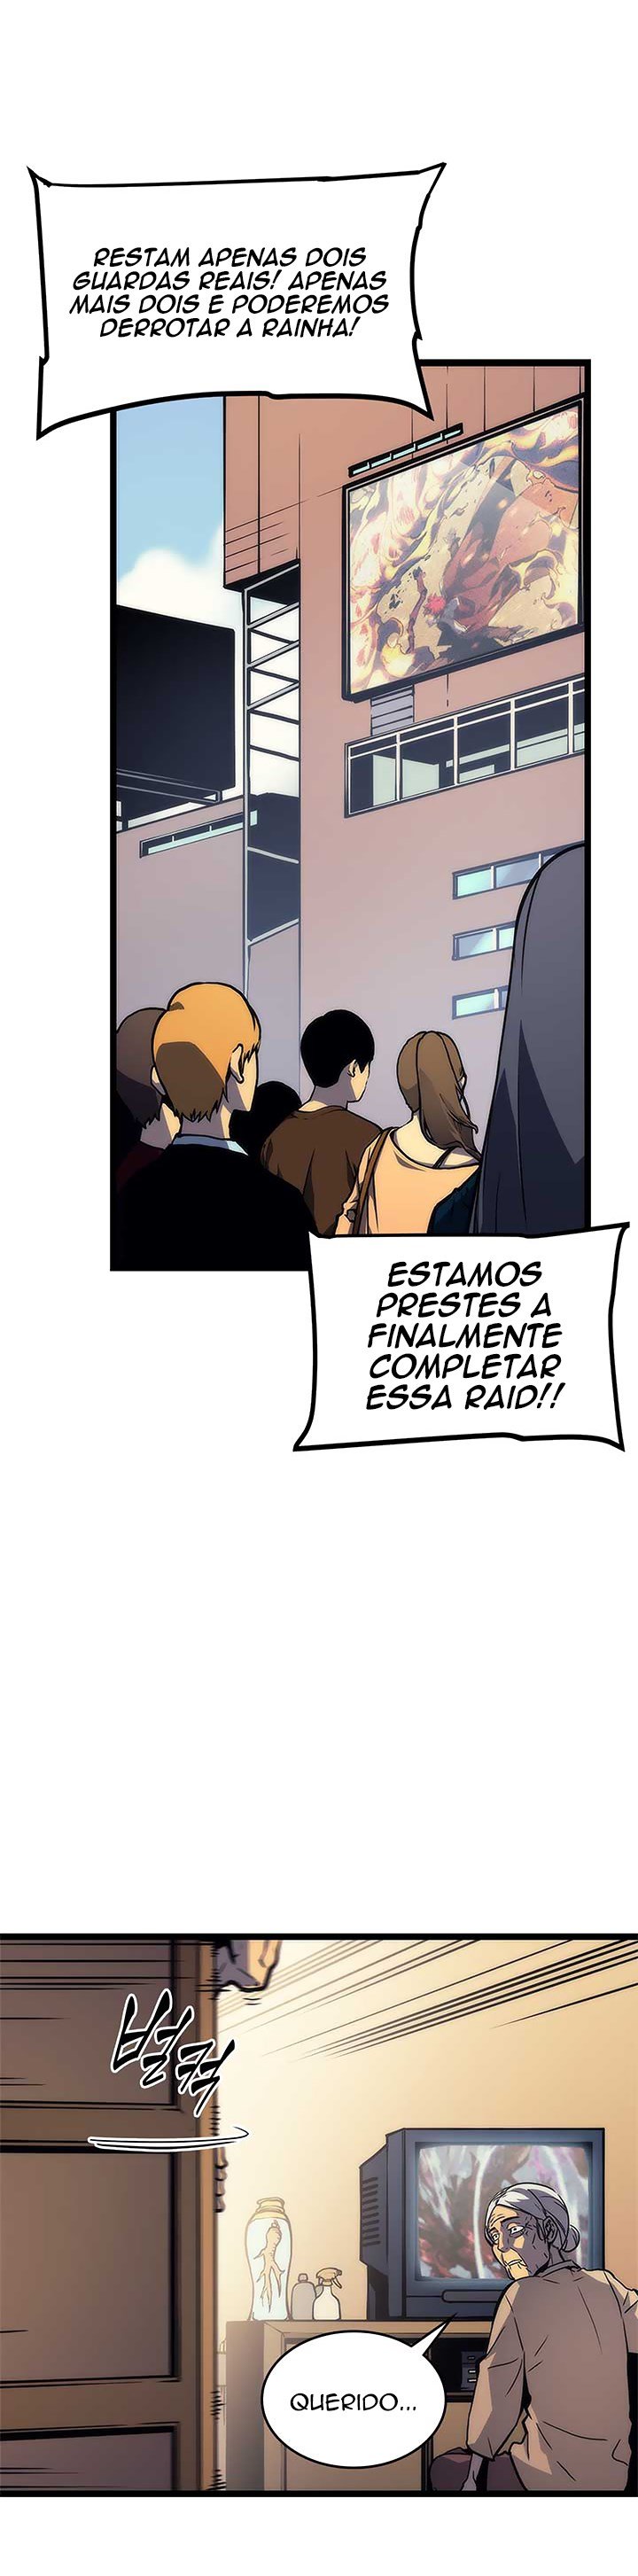 RESTAM APENAS DOIS
GUARDAS REAIS! APENAS
MAIS DOIS E PODEREMOS
DERROTAR A RAINHA!
ESTAMOS
PRESTES A
FINALMENTE
COMPLETAR
ESSA RAID!!
벌컥
QUERIDO...